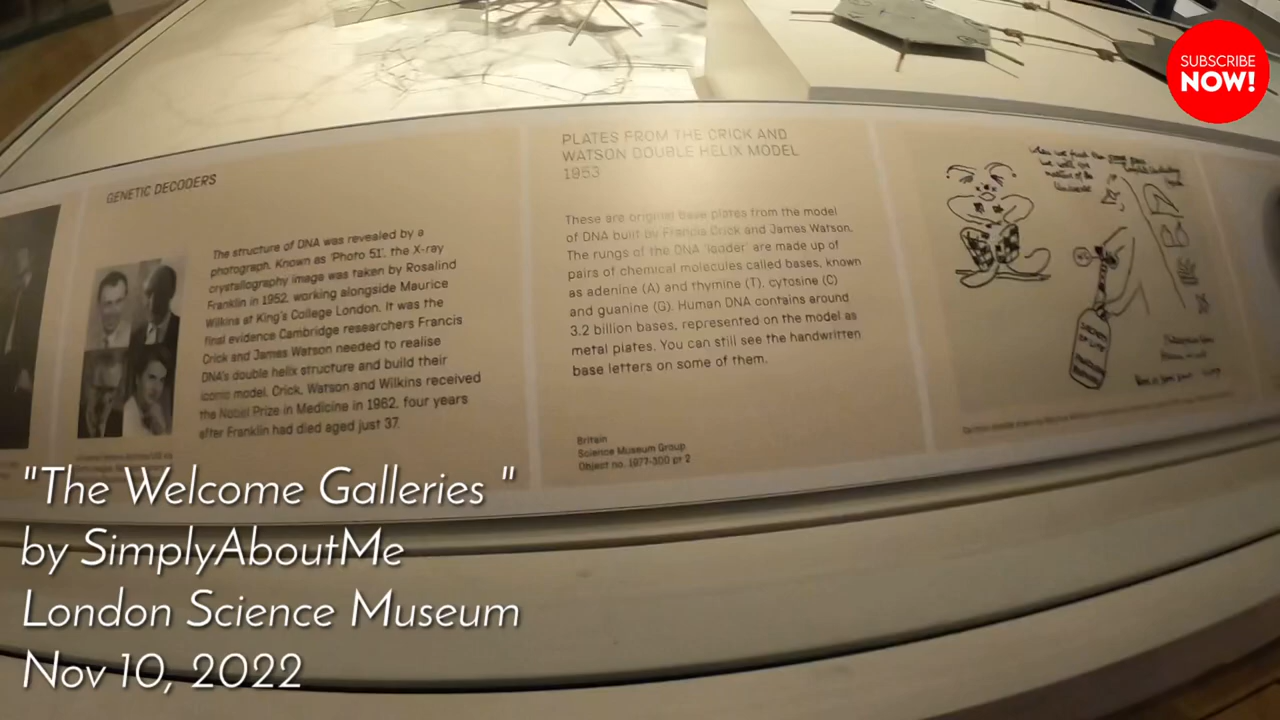 SUBSCRIBE
NOW!
GENETIC DECODERS
The structure of DNA was revealed by a
photograph. Known as 'Photo 51', the X-ray
crystallography image was taken by Rosalind
Franklin in 1952, working alongside Maurice
Wilkins at King's College London. It was the
final evidence Cambridge researchers Francis
Crick and James Watson needed to realise
DNA's double helix structure and build their
iconic model. Crick, Watson and Wilkins received
the Nobel Prize in Medicine in 1962, four years
after Franklin had died aged just 37.
PLATES FROM THE CRICK AND
WATSON DOUBLE HELIX MODEL
1953
These are original base plates from the model
of DNA built by Francis Crick and James Watson.
The rungs of the DNA 'ladder' are made up of
pairs of chemical molecules called bases, known
as adenine (A) and thymine (T), cytosine (C)
and guanine (G). Human DNA contains around
3.2 billion bases, represented on the model as
metal plates. You can still see the handwritten
base letters on some of them.
Britain
Science Museum Group
Object no. 1977-300 pt 2
"The Welcome Galleries "
by SimplyAboutMe
London Science Museum
Nov 10, 2022